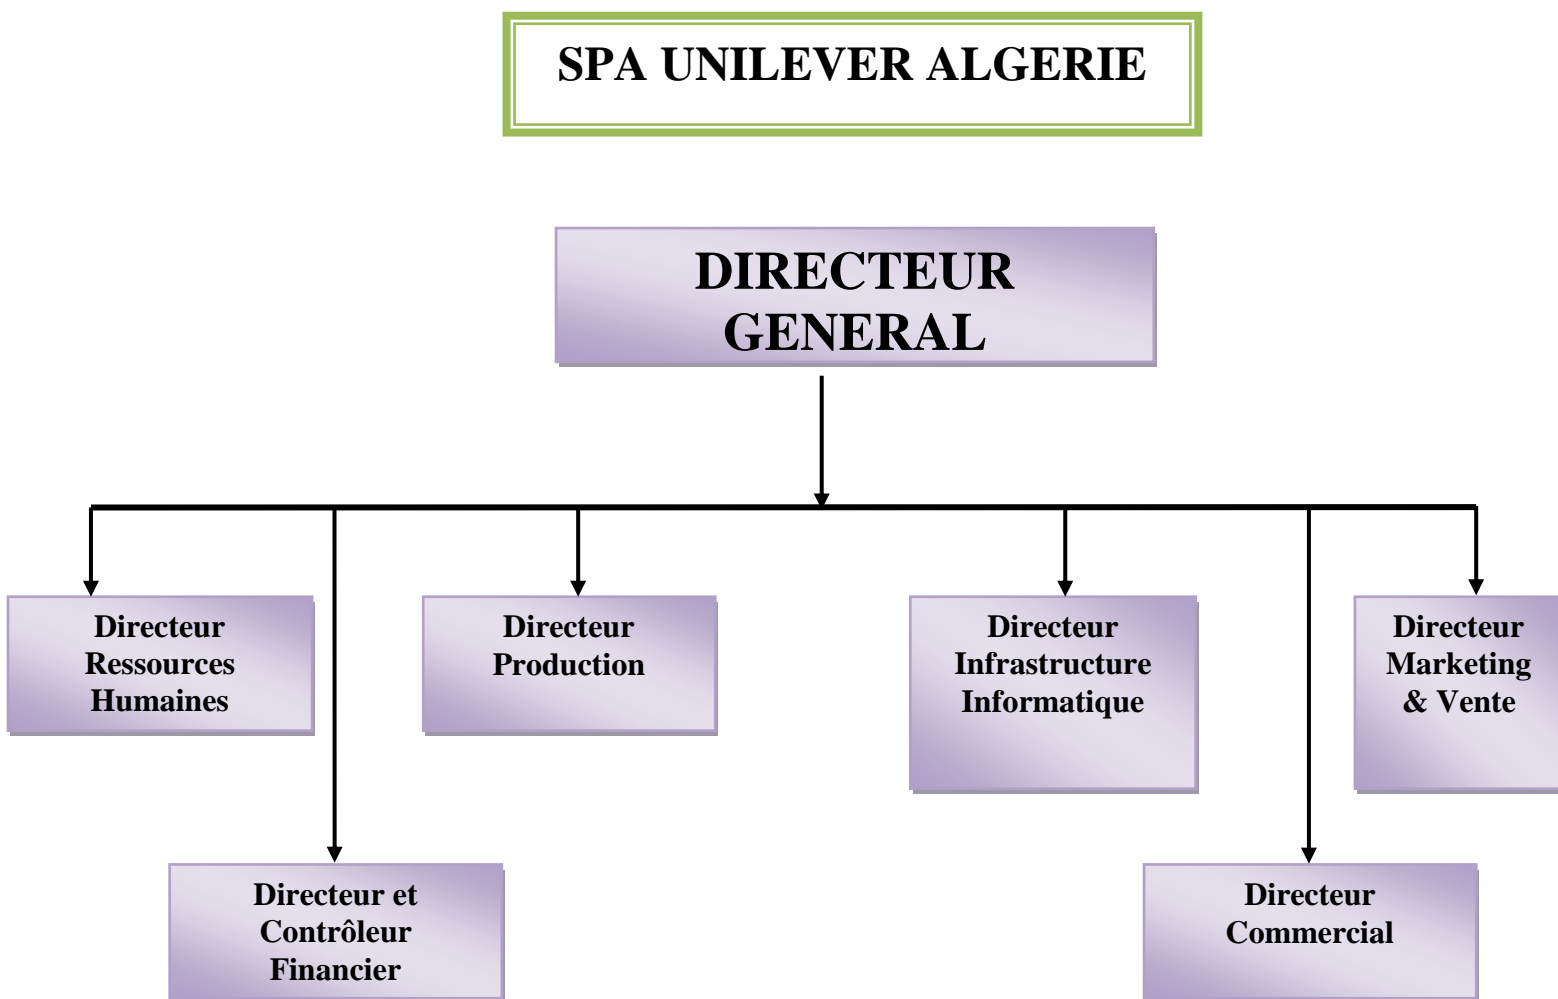 SPA UNILEVER ALGERIE
DIRECTEUR
GENERAL
Directeur
Ressources
Humaines
Directeur
Production
Directeur
Infrastructure
Informatique
Directeur
Marketing
& Vente
Directeur et
Contrôleur
Financier
Directeur
Commercial